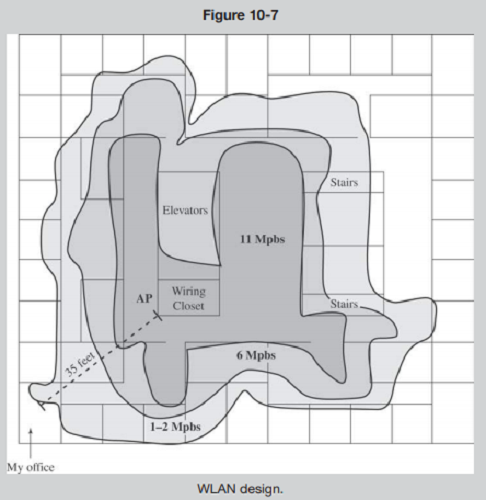 Figure 10-7
Stairs
Elevators
11 Mpbs
Wiring
Closet
AP
Stairs
6 Mpbs
35 feet
1–2 Mpbs
My office
WLAN design.